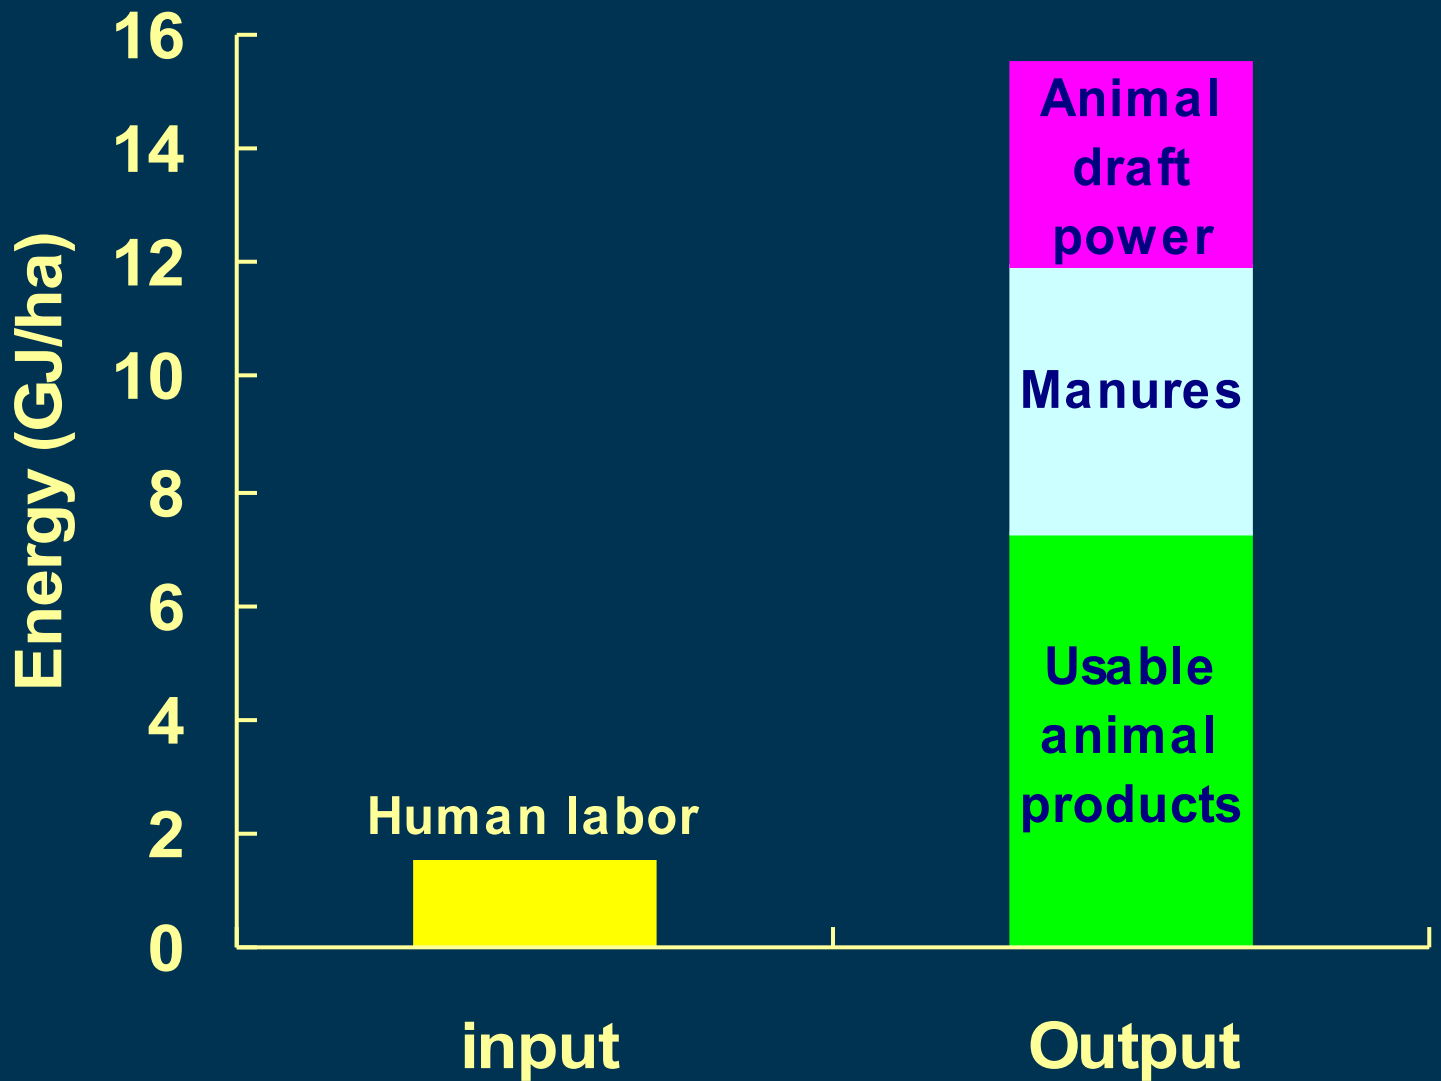 Energy (GJ/ha)
16
14
12
10
8
6
4
2
0
Human labor
Animal
draft
power
Manures
Usable
animal
products
input
Output